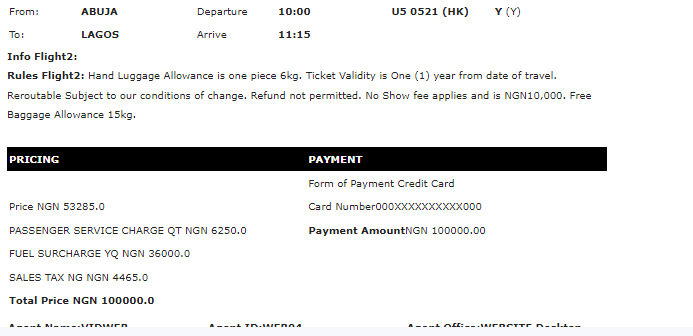 From: ABUJA Departure 10:00 U5 0521 (HK) Y (Y)
To: LAGOS Arrive 11:15
Info Flight2:
Rules Flight2: Hand Luggage Allowance is one piece 6kg. Ticket Validity is One (1) year from date of travel.
Reroutable Subject to our conditions of change. Refund not permitted. No Show fee applies and is NGN10,000. Free
Baggage Allowance 15kg.
PRICING PAYMENT
Form of Payment Credit Card
Price NGN 53285.0 Card Number000XXXXXXXXXX000
PASSENGER SERVICE CHARGE QT NGN 6250.0 Payment AmountNGN 100000.00
FUEL SURCHARGE YQ NGN 36000.0
SALES TAX NG NGN 4465.0
Total Price NGN 100000.0
Agent Name:VIDWEB Agent ID:WEB04 Agent Office:WEBSITE Desktop